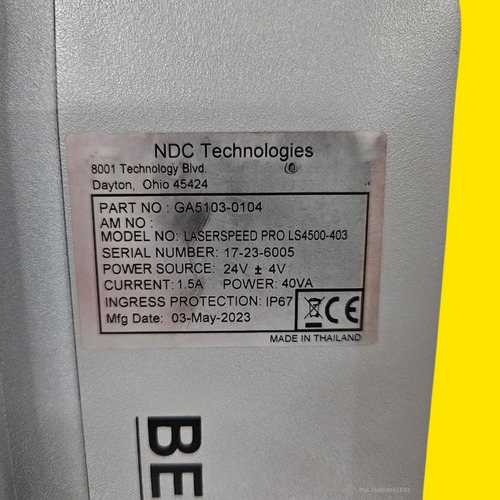 NDC Technologies
8001 Technology Blvd.
Dayton, Ohio 45424
PART NO : GA5103-0104
AM NO :
MODEL NO: LASERSPEED PRO LS4500-403
SERIAL NUMBER: 17-23-6005
POWER SOURCE: 24V ± 4V
CURRENT: 1.5A POWER: 40VA
INGRESS PROTECTION: IP67
CE
Mfg Date: 03-May-2023
MADE IN THAILAND
BE